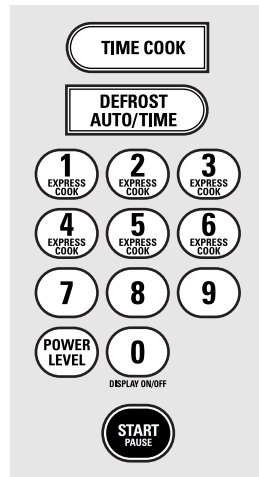 TIME COOK
DEFROST
AUTO/TIME
1 2 3
EXPRESS EXPRESS EXPRESS
COOK COOK COOK
4 5 6
EXPRESS EXPRESS EXPRESS
COOK COOK COOK
7 8 9
POWER
LEVEL 0
DISPLAY ON/OFF
START
PAUSE